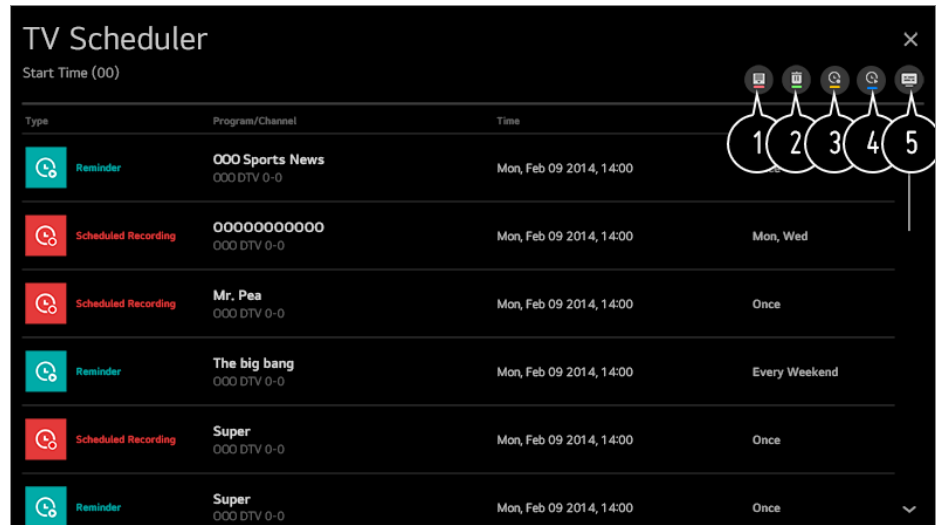 TV Scheduler
Start Time (00)
1 2 3 4 5
Type Program/Channel Time
Reminder OOO Sports News Mon, Feb 09 2014, 14:00
OOO DTV 0-0
Scheduled Recording OOOOOOOOOOO Mon, Feb 09 2014, 14:00 Mon, Wed
OOO DTV 0-0
Scheduled Recording Mr. Pea Mon, Feb 09 2014, 14:00 Once
OOO DTV 0-0
Reminder The big bang Mon, Feb 09 2014, 14:00 Every Weekend
OOO DTV 0-0
Scheduled Recording Super Mon, Feb 09 2014, 14:00 Once
OOO DTV 0-0
Reminder Super Mon, Feb 09 2014, 14:00 Once
OOO DTV 0-0